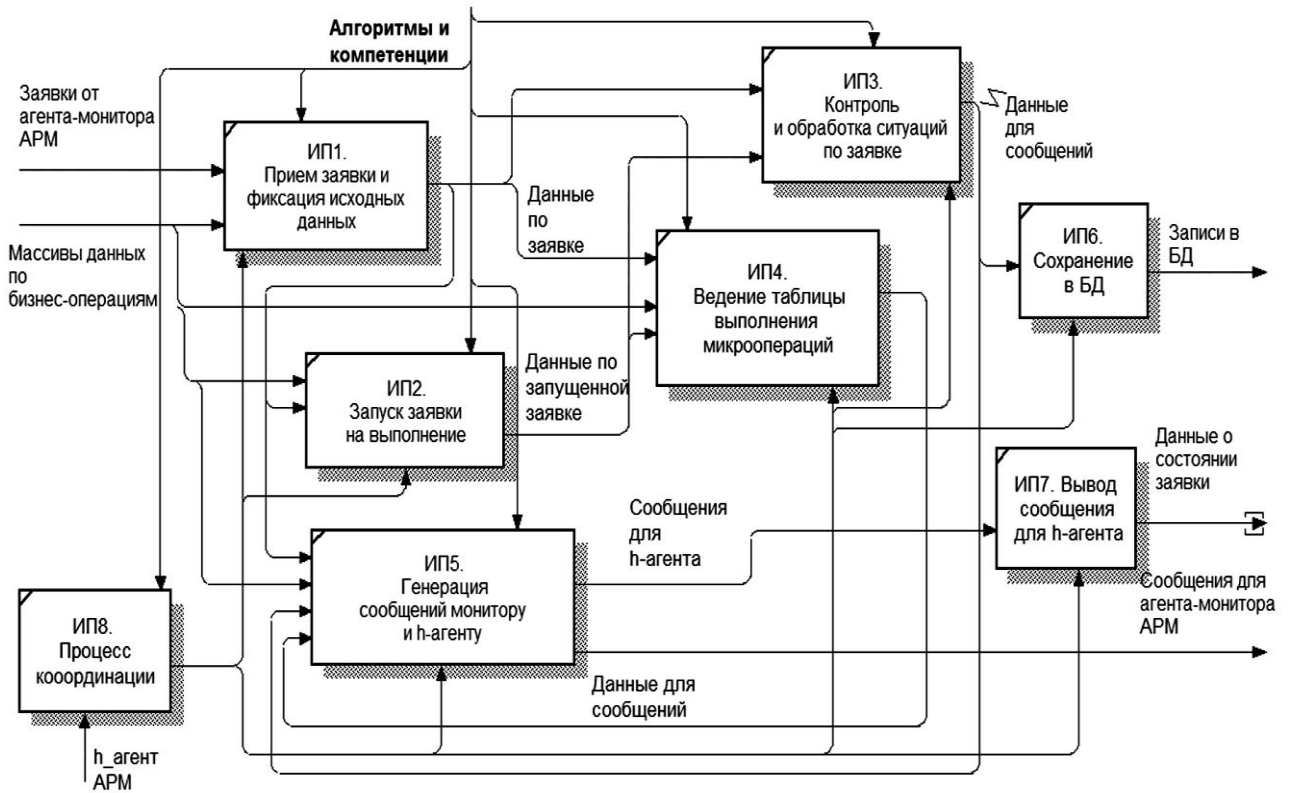 Алгоритмы и
компетенции
Заявки от
агента-монитора
АРМ
ИП1.
Прием заявки и
фиксация исходных
данных
ИП3.
Контроль
и обработка ситуаций
по заявке
Данные
для
сообщений
Массивы данных
по
бизнес-операциям
Данные
по
заявке
ИП4.
Ведение таблицы
выполнения
микроопераций
ИП6.
Сохранение
в БД
Записи в
БД
ИП2.
Запуск заявки
на выполнение
Данные по
запущенной
заявке
Данные о
состоянии
заявки
ИП7. Вывод
сообщения
для h-агента
Сообщения
для
h-агента
ИП5.
Генерация
сообщений монитору
и h-агенту
Сообщения для
агента-монитора
АРМ
ИП8.
Процесс
кооординации
Данные для
сообщений
h_агент
АРМ